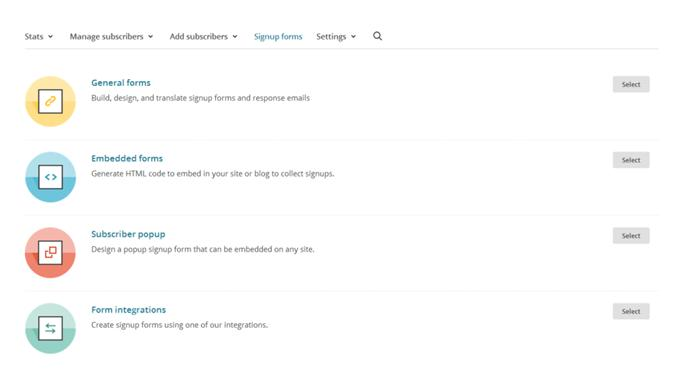 Stats Manage subscribers Add subscribers Signup forms Settings
General forms
Build, design, and translate signup forms and response emails
Select
Embedded forms
Generate HTML code to embed in your site or blog to collect signups.
Select
Subscriber popup
Design a popup signup form that can be embedded on any site.
Select
Form integrations
Create signup forms using one of our integrations.
Select